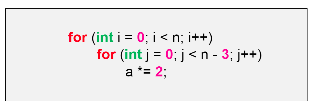 for (int i = 0; i < n; i++)
for (int j = 0; j < n - 3; j++)
a *= 2;